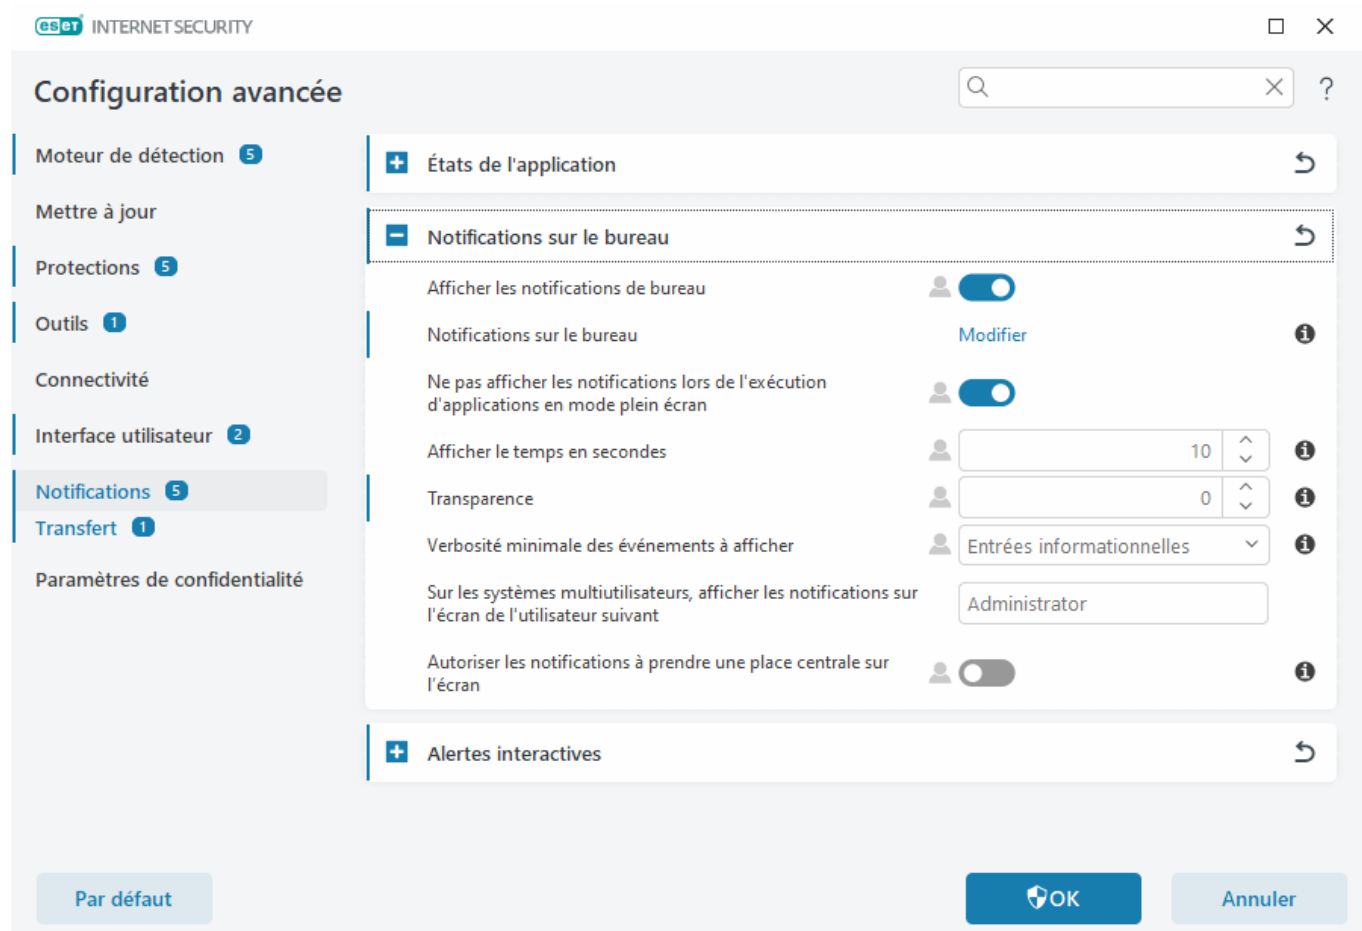 eset INTERNET SECURITY
Configuration avancée
Moteur de détection 5
Mettre à jour
Protections 5
Outils 1
Connectivité
Interface utilisateur 2
Notifications 5
Transfert 1
Paramètres de confidentialité
États de l'application
Notifications sur le bureau
Afficher les notifications de bureau
Notifications sur le bureau Modifier
Ne pas afficher les notifications lors de l'exécution
d'applications en mode plein écran
Afficher le temps en secondes 10
Transparence 0
Verbosité minimale des événements à afficher Entrées informationnelles
Sur les systèmes multiutilisateurs, afficher les notifications sur
l'écran de l'utilisateur suivant Administrator
Autoriser les notifications à prendre une place centrale sur
l'écran
Alertes interactives
Par défaut OK Annuler